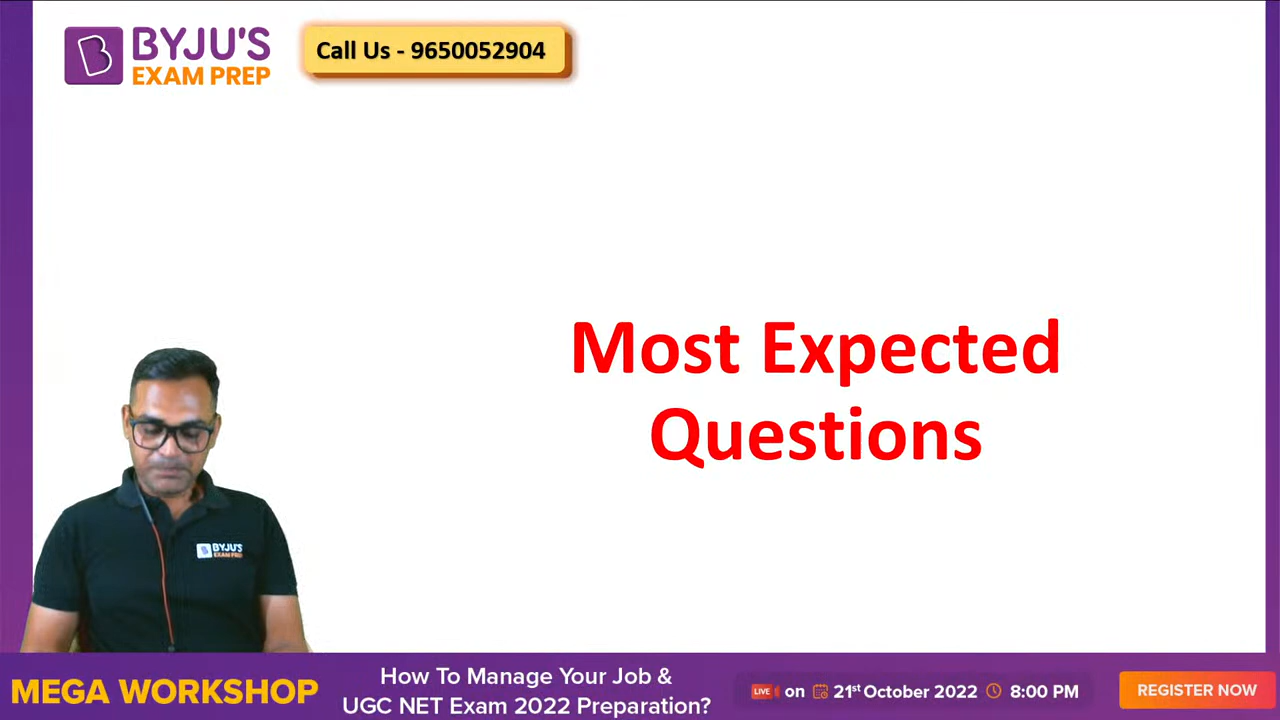 BYJU'S
EXAM PREP
Call Us - 9650052904
Most Expected
Questions
BYJU'S
EXAM PREP
MEGA WORKSHOP
How To Manage Your Job &
UGC NET Exam 2022 Preparation?
LIVE on 21st October 2022 8:00 PM
REGISTER NOW